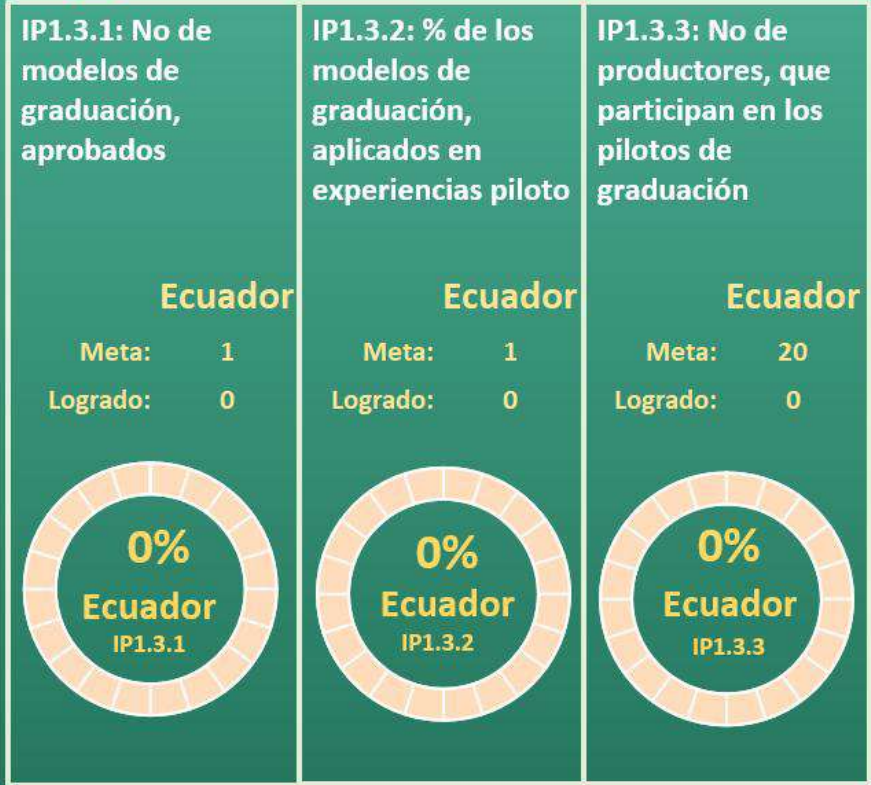 IP1.3.1: No de
modelos de
graduación,
aprobados
Ecuador
Meta: 1
Logrado: 0
0%
Ecuador
IP1.3.1
IP1.3.2: % de los
modelos de
graduación,
aplicados en
experiencias piloto
Ecuador
Meta: 1
Logrado: 0
0%
Ecuador
IP1.3.2
IP1.3.3: No de
productores, que
participan en los
pilotos de
graduación
Ecuador
Meta: 20
Logrado: 0
0%
Ecuador
IP1.3.3